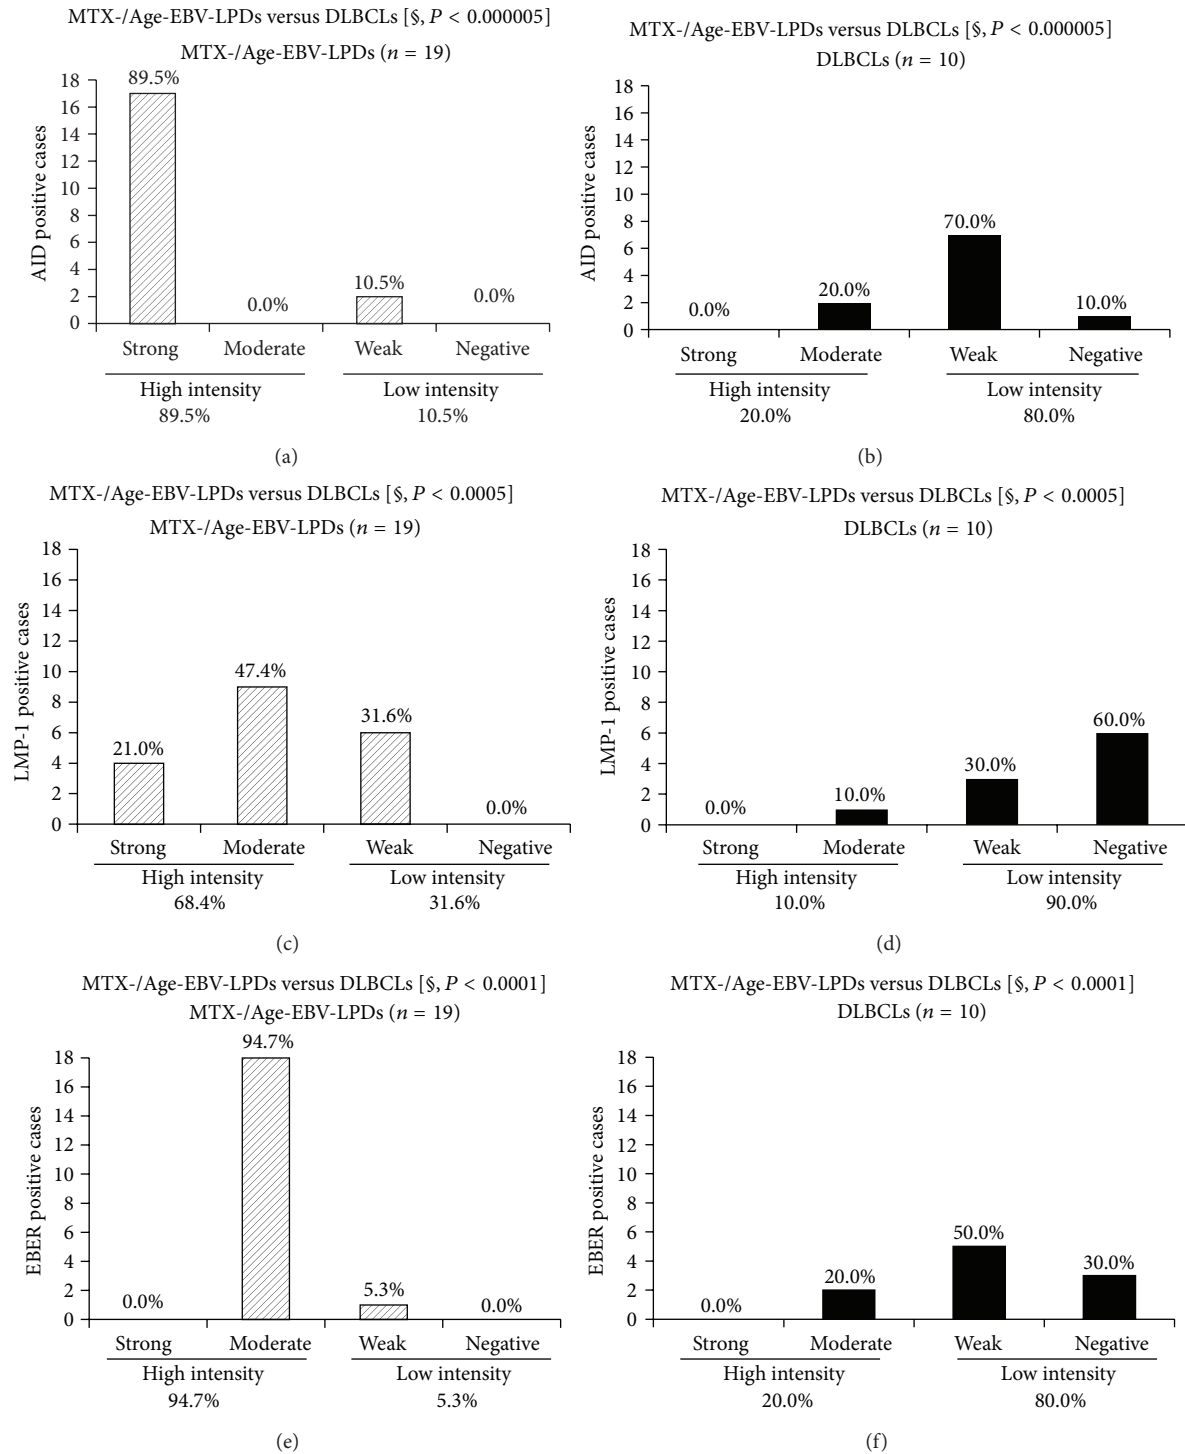 MTX-/Age-EBV-LPDs versus DLBCLs [§, P < 0.000005]
MTX-/Age-EBV-LPDs (n = 19)
18
16
14
12
10
8
6
4
2
0
AID positive cases
89.5%
0.0%
10.5%
0.0%
Strong Moderate Weak Negative
High intensity Low intensity
89.5% 10.5%
(a)
MTX-/Age-EBV-LPDs versus DLBCLs [§, P < 0.000005]
DLBCLs (n = 10)
18
16
14
12
10
8
6
4
2
0
AID positive cases
0.0%
20.0%
70.0%
10.0%
Strong Moderate Weak Negative
High intensity Low intensity
20.0% 80.0%
(b)
MTX-/Age-EBV-LPDs versus DLBCLs [§, P < 0.0005]
MTX-/Age-EBV-LPDs (n = 19)
18
16
14
12
10
8
6
4
2
0
LMP-1 positive cases
21.0%
47.4%
31.6%
0.0%
Strong Moderate Weak Negative
High intensity Low intensity
68.4% 31.6%
(c)
MTX-/Age-EBV-LPDs versus DLBCLs [§, P < 0.0005]
DLBCLs (n = 10)
18
16
14
12
10
8
6
4
2
0
LMP-1 positive cases
0.0%
10.0%
30.0%
60.0%
Strong Moderate Weak Negative
High intensity Low intensity
10.0% 90.0%
(d)
MTX-/Age-EBV-LPDs versus DLBCLs [§, P < 0.0001]
MTX-/Age-EBV-LPDs (n = 19)
18
16
14
12
10
8
6
4
2
0
EBER positive cases
0.0%
94.7%
5.3%
0.0%
Strong Moderate Weak Negative
High intensity Low intensity
94.7% 5.3%
(e)
MTX-/Age-EBV-LPDs versus DLBCLs [§, P < 0.0001]
DLBCLs (n = 10)
18
16
14
12
10
8
6
4
2
0
EBER positive cases
0.0%
20.0%
50.0%
30.0%
Strong Moderate Weak Negative
High intensity Low intensity
20.0% 80.0%
(f)